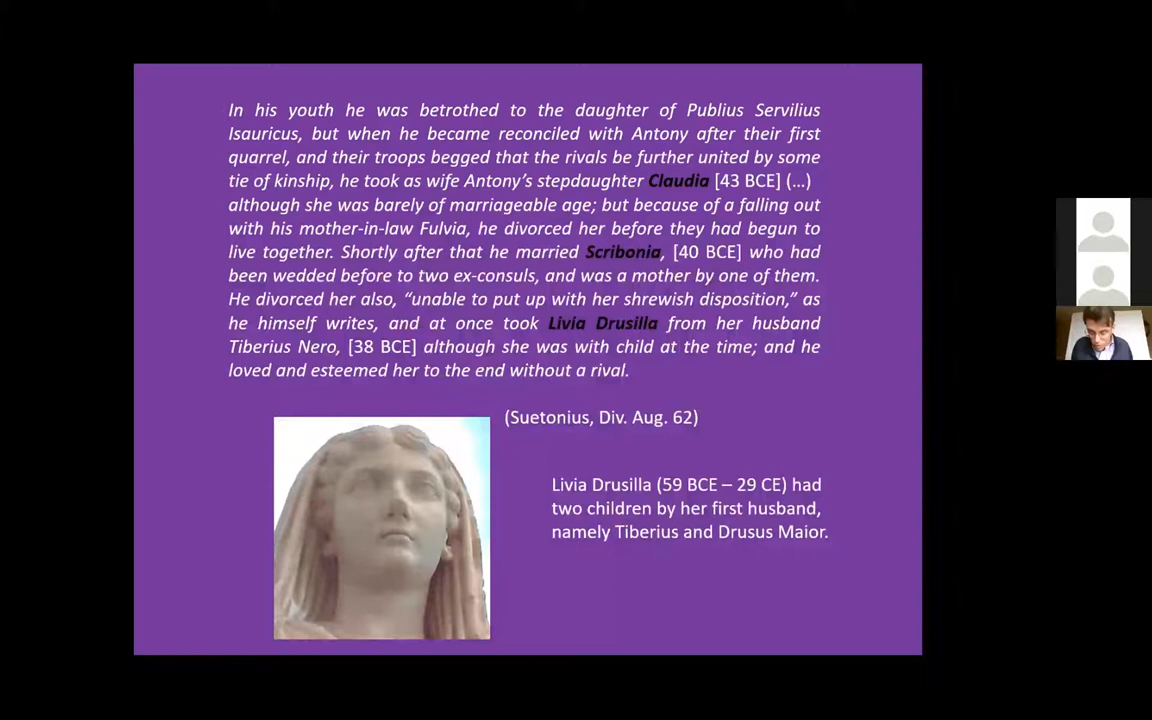 In his youth he was betrothed to the daughter of Publius Servilius
Isauricus, but when he became reconciled with Antony after their first
quarrel, and their troops begged that the rivals be further united by some
tie of kinship, he took as wife Antony’s stepdaughter Claudia [43 BCE] (…)
although she was barely of marriageable age; but because of a falling out
with his mother-in-law Fulvia, he divorced her before they had begun to
live together. Shortly after that he married Scribonia, [40 BCE] who had
been wedded before to two ex-consuls, and was a mother by one of them.
He divorced her also, “unable to put up with her shrewish disposition,” as
he himself writes, and at once took Livia Drusilla from her husband
Tiberius Nero, [38 BCE] although she was with child at the time; and he
loved and esteemed her to the end without a rival.
(Suetonius, Div. Aug. 62)
Livia Drusilla (59 BCE – 29 CE) had
two children by her first husband,
namely Tiberius and Drusus Maior.